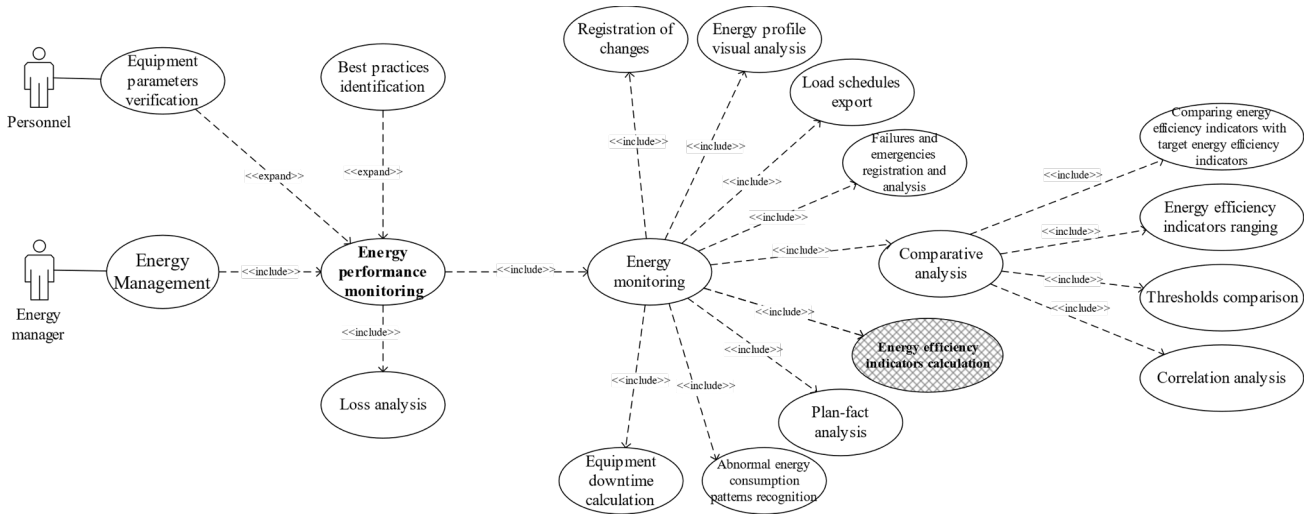 Personnel
Equipment
parameters
verification
Best practices
identification
<<expand>>
<<expand>>
Energy
manager
Energy
Management
<<include>>
Energy
performance
monitoring
<<include>>
Loss analysis
<<include>>
Energy
monitoring
Registration of
changes
<<include>>
Energy profile
visual analysis
<<include>>
Load schedules
export
<<include>>
Failures and
emergencies
registration and
analysis
<<include>>
<<include>>
Comparative
analysis
<<include>>
Energy efficiency
indicators calculation
<<include>>
Plan-fact
analysis
<<include>>
Abnormal energy
consumption
patterns recognition
<<include>>
Equipment
downtime
calculation
<<include>>
Comparing energy
efficiency indicators with
target energy efficiency
indicators
<<include>>
Energy efficiency
indicators ranging
<<include>>
Thresholds comparison
<<include>>
Correlation analysis